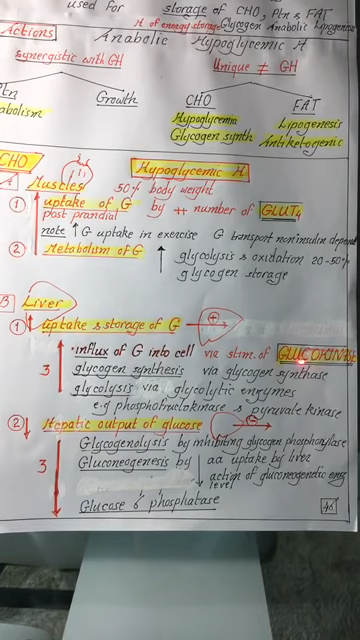 used for storage of CHO, Ptn & FAT
H of energy storage Glycogen Anabolic Lipogenesis
Actions Anabolic Hypoglycemic H
Synergistic with GH Unique ≠ GH
Ptn Growth CHO FAT
abolism Hypoglycemia Lipogenesis
Glycogen synth Antiketogenic
CHO Hypoglycemic H
A Muscles 50% body weight
① uptake of G by ++ number of GLUT4
post prandial
note ↑ G uptake in exercise G transport non insulin depend
② Metabolism of G ↑ glycolysis & oxidation 20-50%
glycogen storage
B Liver
① uptake & storage of G ⊕
• influx of G into cell via stim. of GLUCOKINASE
3 glycogen synthesis via glycogen synthase
glycolysis via glycolytic enzymes
e.g phosphofructokinase & pyruvate kinase
② ↓ Hepatic output of glucose ⊖
Glycogenolysis by inhibiting glycogen phosphorylase
3 Gluconeogenesis by ↓ aa uptake by liver
action of gluconeogenetic enz
level
Glucose 6 phosphatase
46